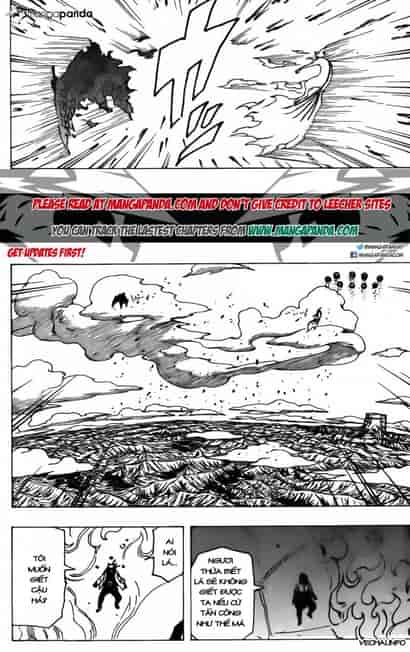 mangapanda
PLEASE READ AT MANGAPANDA.COM AND DON'T GIVE CREDIT TO LEECHER SITES
YOU CAN TRACK THE LASTEST CHAPTERS FROM WWW.MANGAPANDA.COM
GET UPDATES FIRST!
NGƯƠI
THỪA BIẾT
LÀ SẼ KHÔNG
GIẾT ĐƯỢC
TA NẾU CỨ
TẤN CÔNG
NHƯ THẾ MÀ
AI
NÓI
LÀ...
TÔI
MUỐN
GIẾT
CẬU
HẢ?
VECHAI.INFO